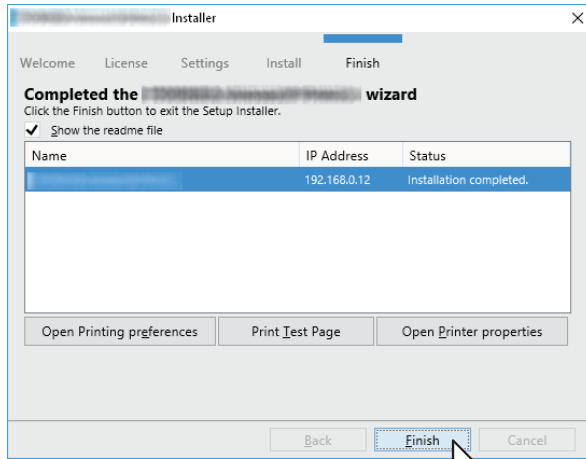 Installer
Welcome License Settings Install Finish
Completed the wizard
Click the Finish button to exit the Setup Installer.
Show the readme file
Name IP Address Status
192.168.0.12 Installation completed.
Open Printing preferences Print Test Page Open Printer properties
Back Finish Cancel